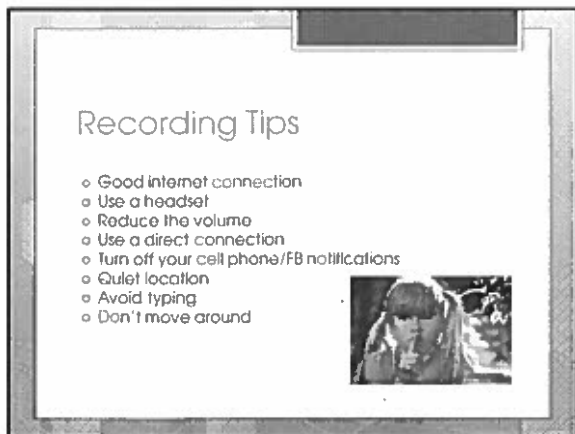 Recording Tips
Good internet connection
Use a headset
Reduce the volume
Use a direct connection
Turn off your cell phone/FB notifications
Quiet location
Avoid typing
Don't move around